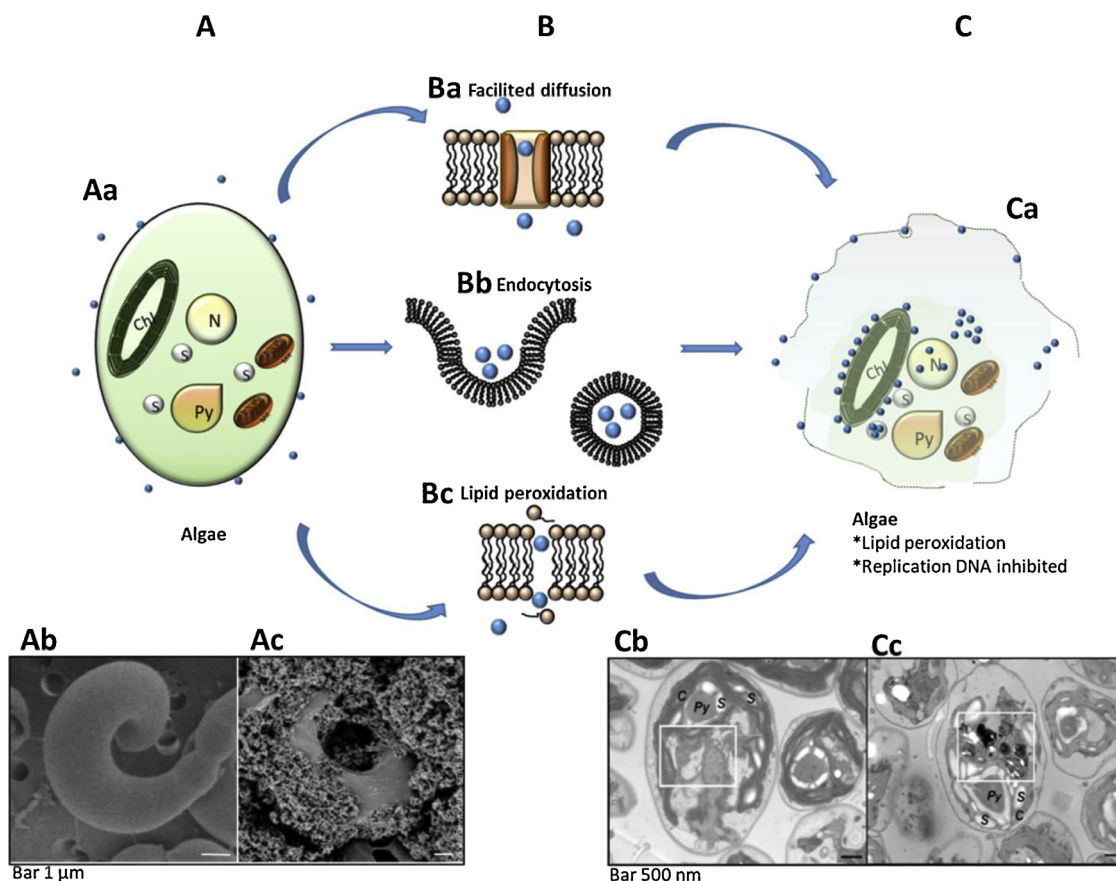 A
B
C
Ba Facilited diffusion
Aa
Ca
Bb Endocytosis
Chl
N
S
S
S
Py
Chl
N
S
S
S
Py
Bc Lipid peroxidation
Algae
Algae
*Lipid peroxidation
*Replication DNA inhibited
Ab
Ac
Cb
Cc
C
Py
S
S
Py
S
S
C
Bar 1 µm
Bar 500 nm